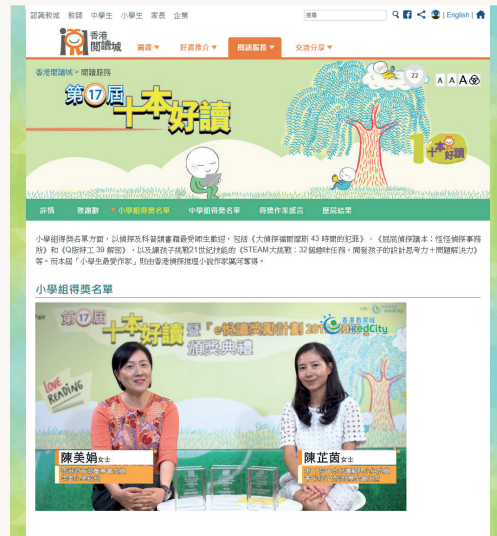 認識教城 教師 中學生 小學生 家長 企業
搜尋
English
香港
閱讀城
圖書 ▼ 好書推介 ▼ 閱讀服務 ▼ 交流分享 ▼
香港閱讀城 > 閱讀服務
22
A A A
第17屆
十本好讀
十本好讀
詳情 致謝辭 小學組得獎名單 中學組得獎名單 得獎作家感言 歷屆結果
小學組得獎名單方面，以偵探及科普類書籍最受師生歡迎，包括《大偵探福爾摩斯 43 時間的犯罪》、《屁屁偵探讀本：怪怪偵探事務
所》和《Q版特工 39 解密》，以及讓孩子挑戰21世紀技能的《STEAM大挑戰：32個趣味任務，開發孩子的設計思考力＋問題解決力》
等。而本屆「小學生最愛作家」則由香港偵探推理小說作家厲河奪得。
小學組得獎名單
第17屆
十本好讀
暨「e悅讀獎勵計劃
頒獎典禮
香港教育城
EdCity
LOVE
READING
陳美娟女士
陳芷茵女士